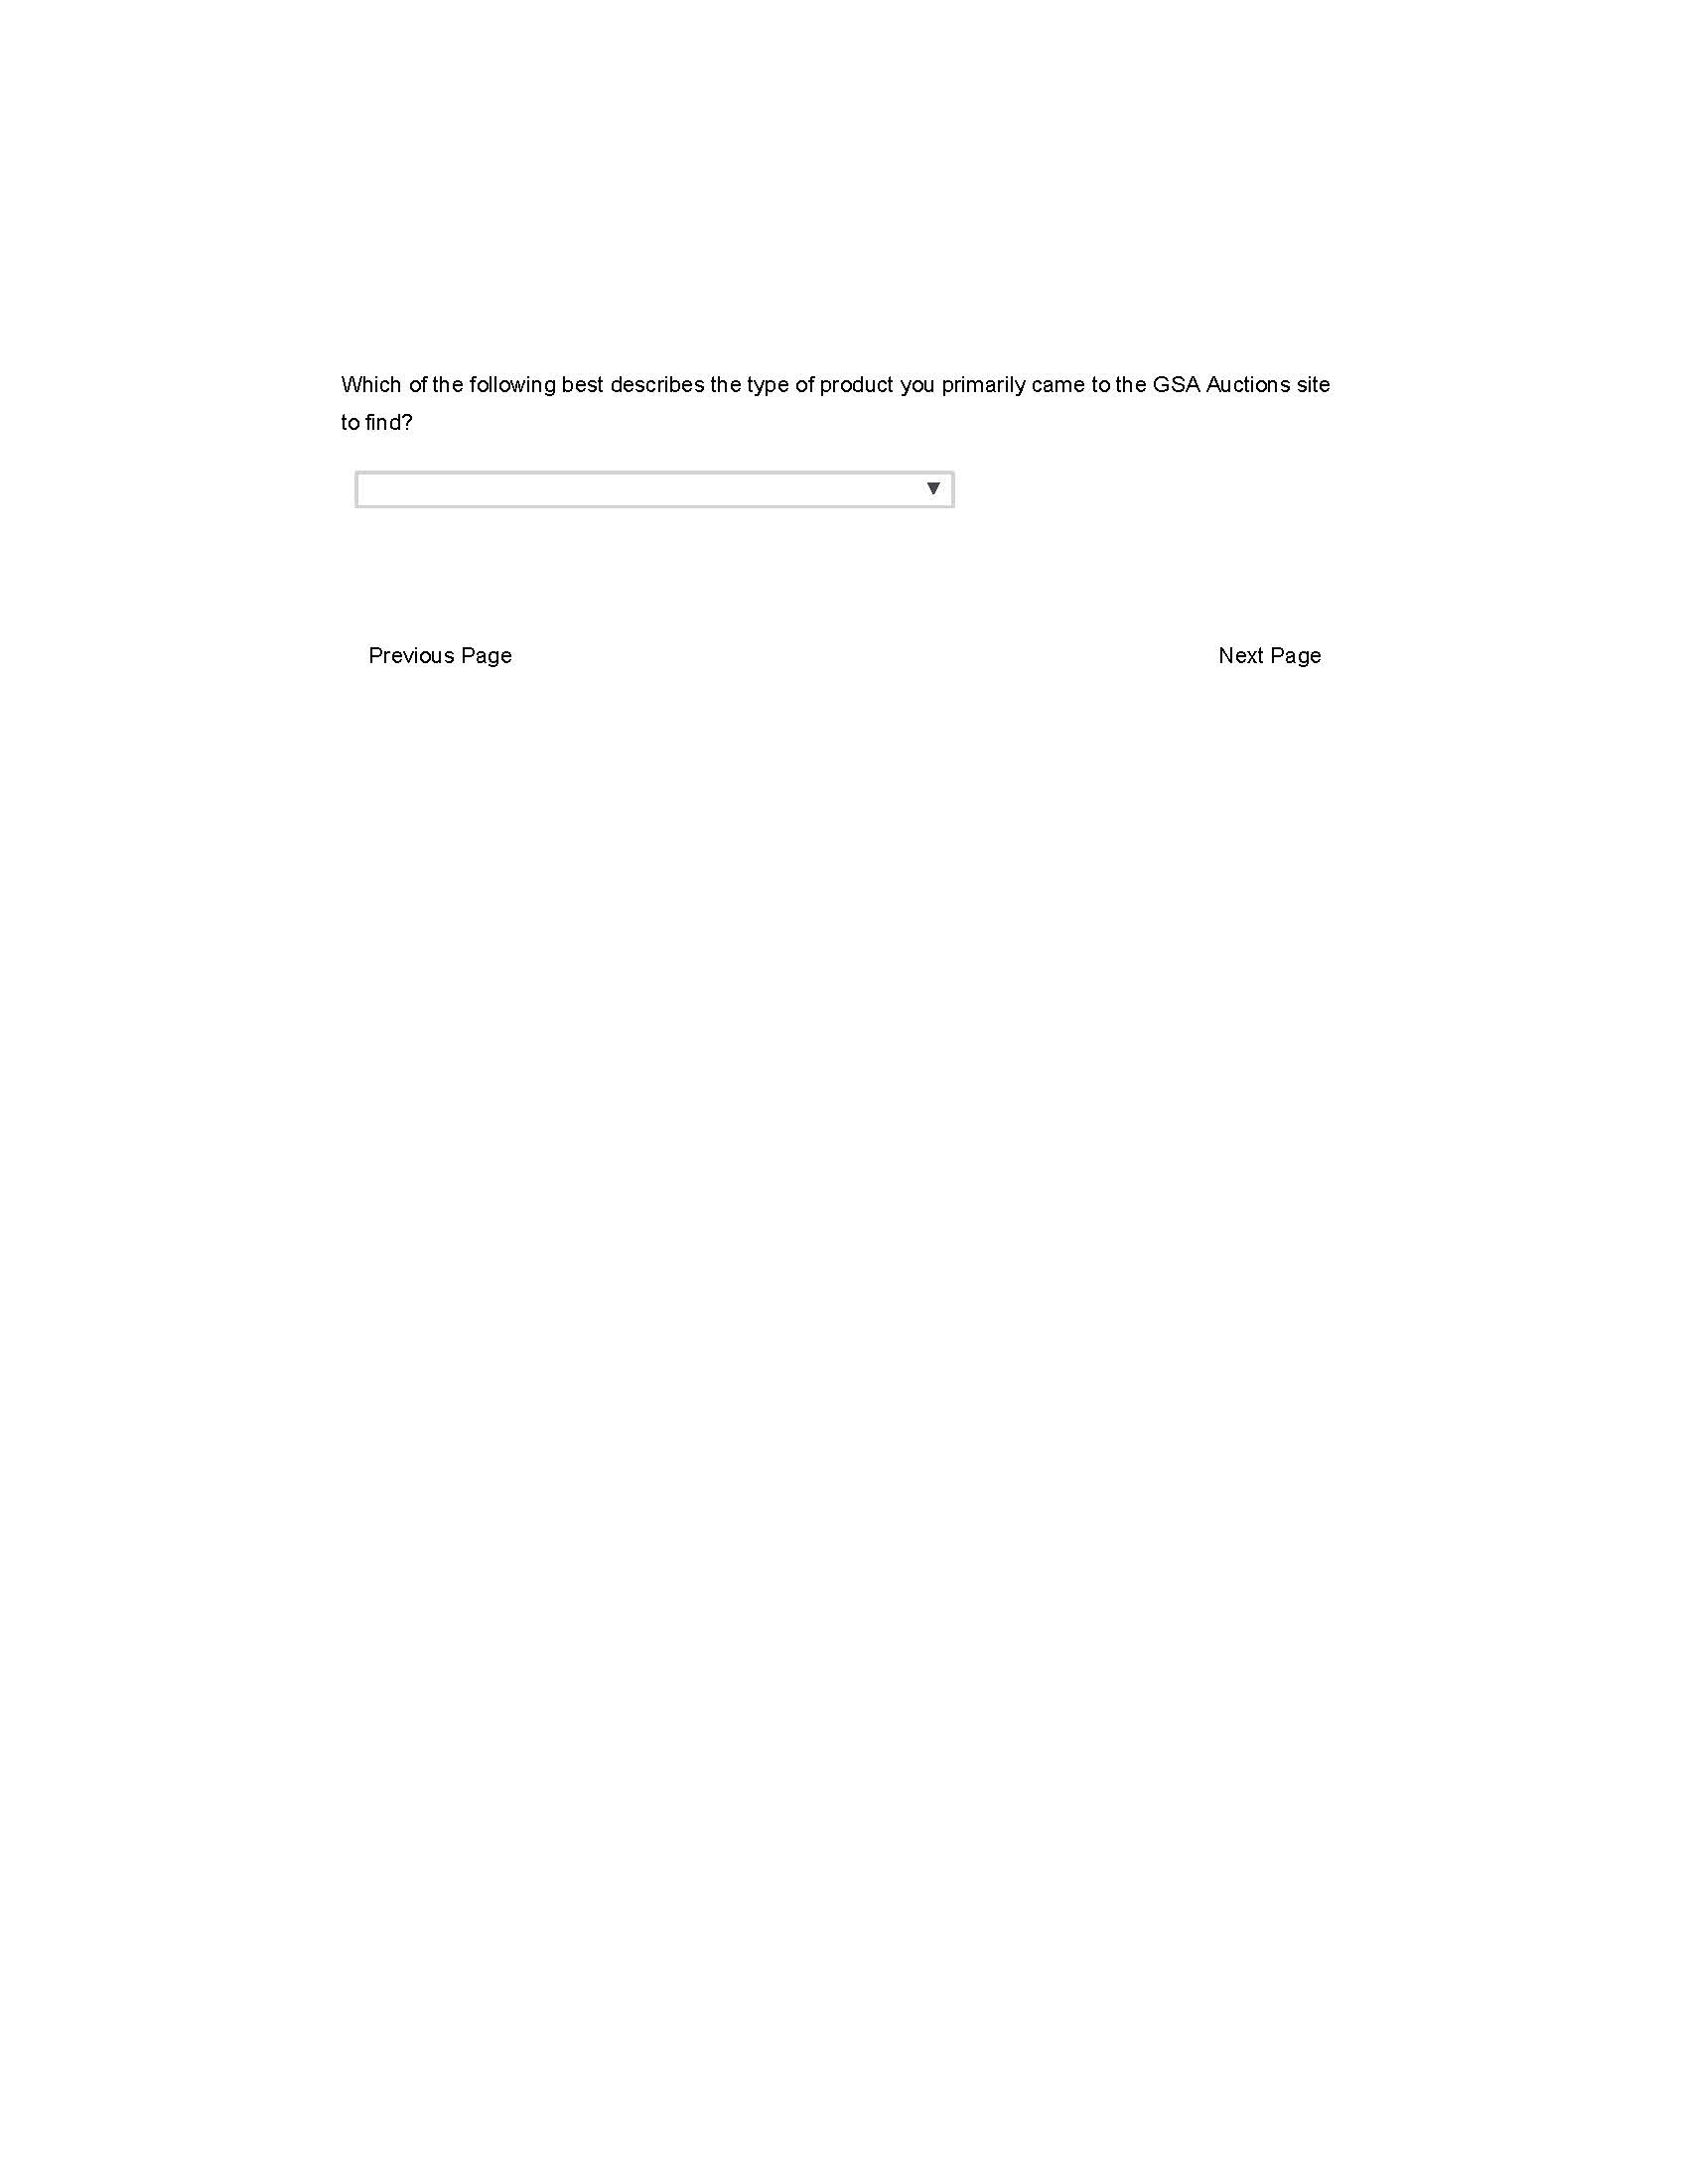 Which of the following best describes the type of product you primarily came to the GSA Auctions site
to find?
Previous Page
Next Page